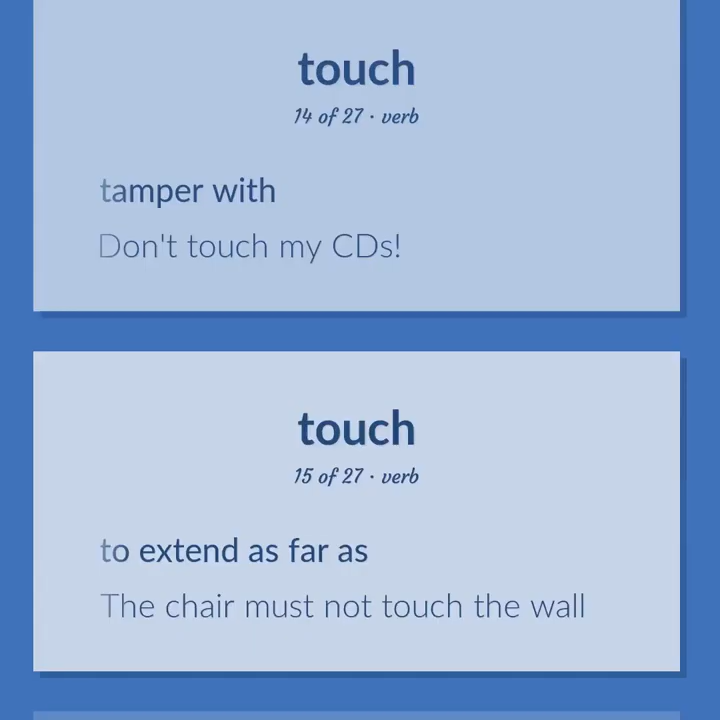 touch
14 of 27 · verb
tamper with
Don't touch my CDs!
touch
15 of 27 · verb
to extend as far as
The chair must not touch the wall